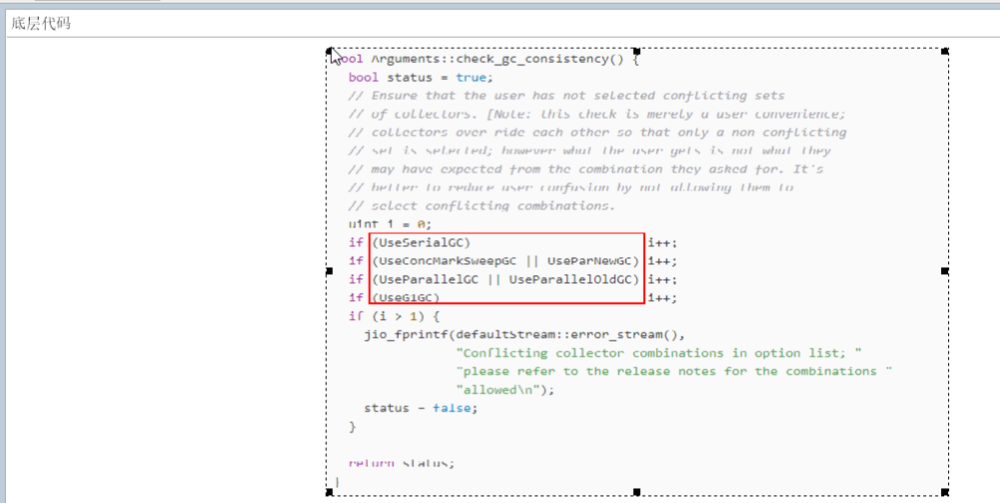 底层代码
bool Arguments::check_gc_consistency() {
bool status = true;
// Ensure that the user has not selected conflicting sets
// of collectors. [Note: this check is merely a user convenience;
// collectors over ride each other so that only a non conflicting
// set is selected; however what the user gets is not what they
// may have expected from the combination they asked for. It's
// better to reduce user confusion by not allowing them to
// select conflicting combinations.
uint i = 0;
if (UseSerialGC) i++;
if (UseConcMarkSweepGC || UseParNewGC) i++;
if (UseParallelGC || UseParallelOldGC) i++;
if (UseG1GC) i++;
if (i > 1) {
jio_fprintf(defaultStream::error_stream(),
"Conflicting collector combinations in option list; "
"please refer to the release notes for the combinations "
"allowed\n");
status = false;
}
return status;
}